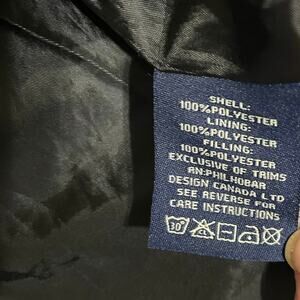 SHELL:
100%POLYESTER
LINING:
100%POLYESTER
FILLING:
100%POLYESTER
EXCLUSIVE OF TRIMS
AN:PHILHOBAR
DESIGN CANADA LTD
SEE REVERSE FOR
CARE INSTRUCTIONS
30°